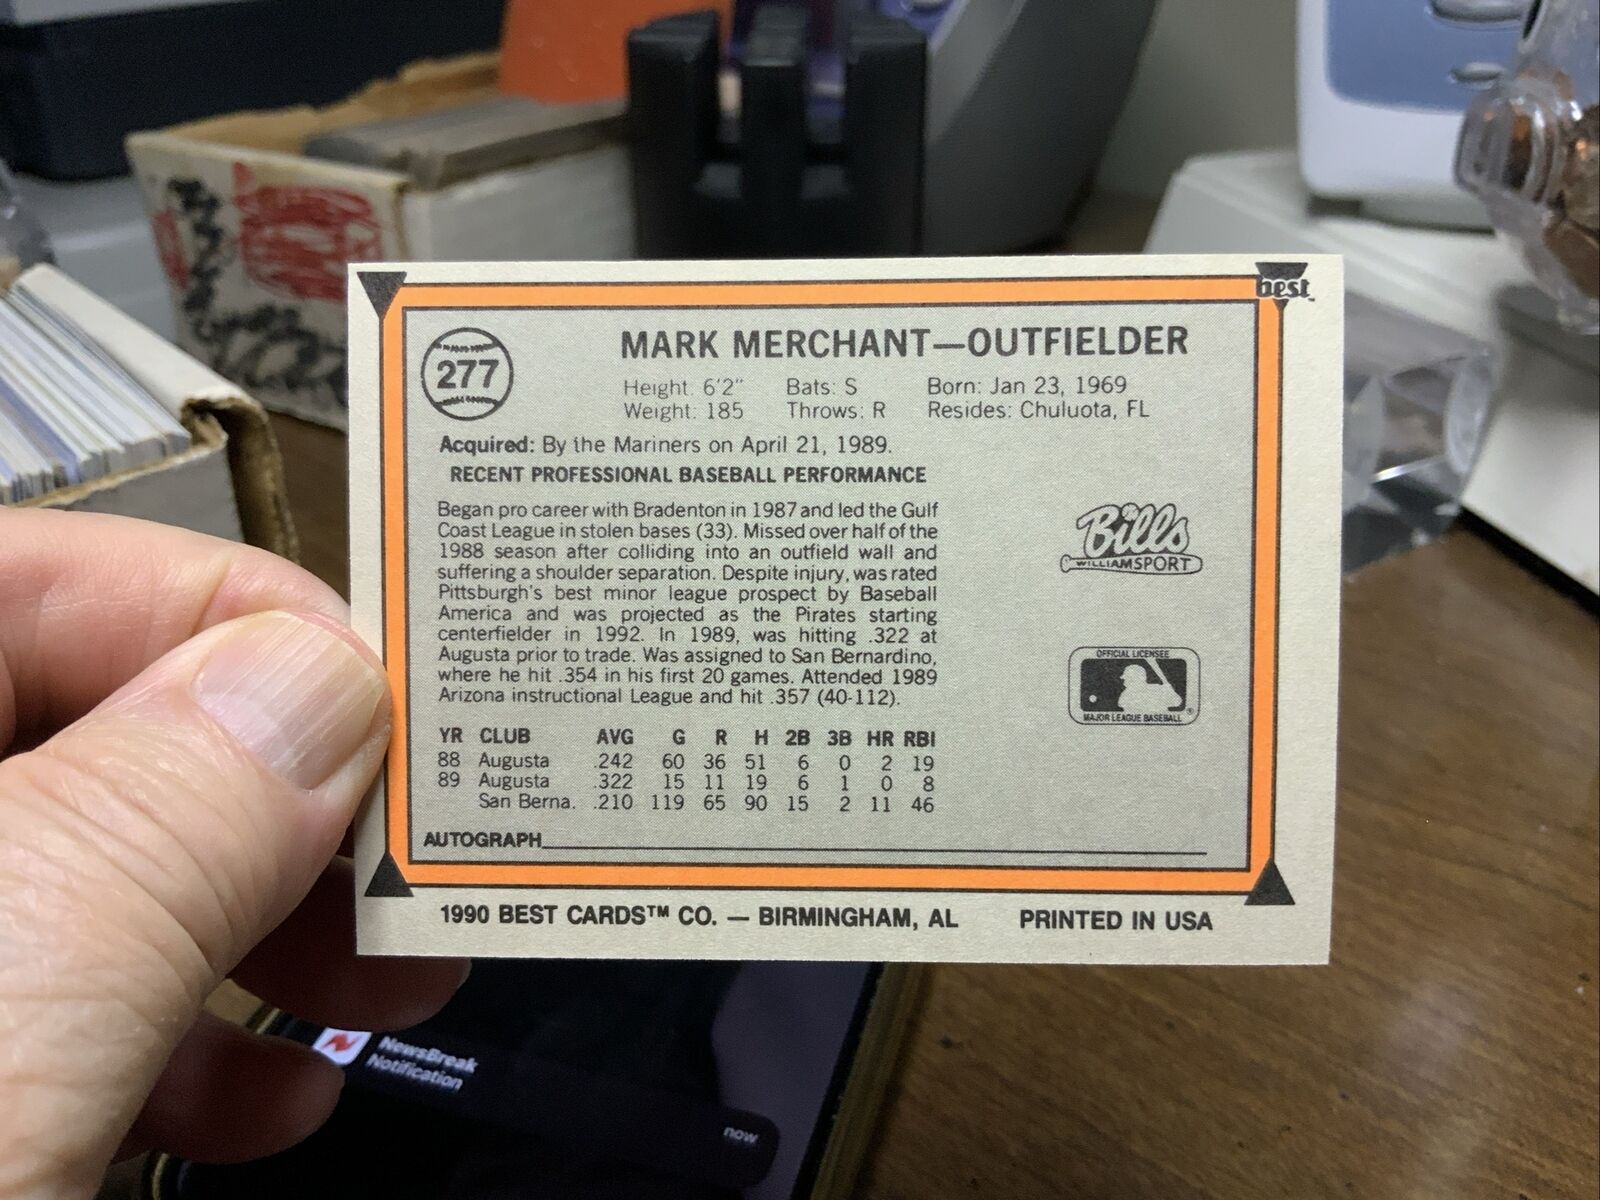 best
277
MARK MERCHANT—OUTFIELDER
Height: 6'2" Bats: S Born: Jan 23, 1969
Weight: 185 Throws: R Resides: Chuluota, FL
Acquired: By the Mariners on April 21, 1989.
RECENT PROFESSIONAL BASEBALL PERFORMANCE
Began pro career with Bradenton in 1987 and led the Gulf
Coast League in stolen bases (33). Missed over half of the
1988 season after colliding into an outfield wall and
suffering a shoulder separation. Despite injury, was rated
Pittsburgh's best minor league prospect by Baseball
America and was projected as the Pirates starting
centerfielder in 1992. In 1989, was hitting .322 at
Augusta prior to trade. Was assigned to San Bernardino,
where he hit .354 in his first 20 games. Attended 1989
Arizona instructional League and hit .357 (40-112).
Bills
WILLIAMSPORT
OFFICIAL LICENSEE
MAJOR LEAGUE BASEBALL®
YR CLUB AVG G R H 2B 3B HR RBI
88 Augusta .242 60 36 51 6 0 2 19
89 Augusta .322 15 11 19 6 1 0 8
San Berna. .210 119 65 90 15 2 11 46
AUTOGRAPH
1990 BEST CARDS™ CO. — BIRMINGHAM, AL PRINTED IN USA
NewsBreak
Notification
now